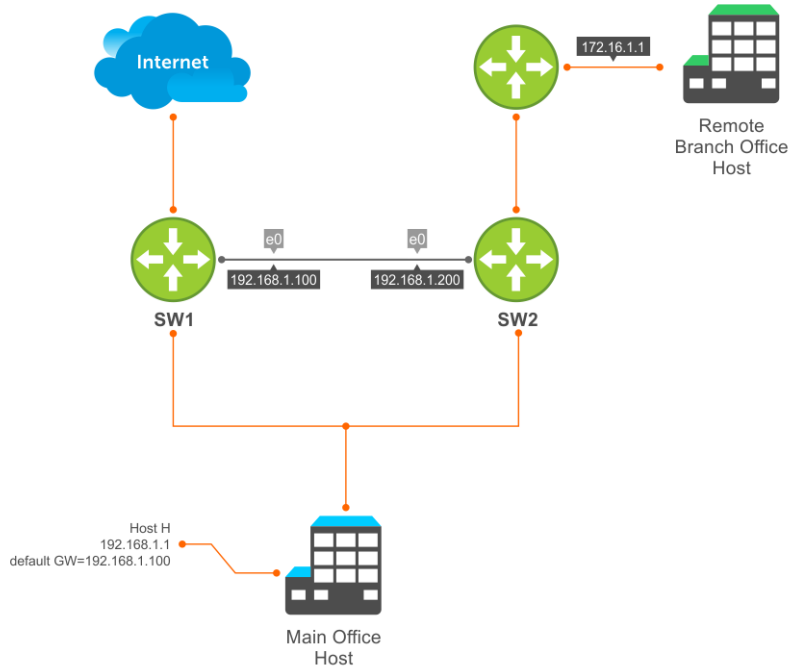 Internet
172.16.1.1
Remote
Branch Office
Host
e0
e0
192.168.1.100
192.168.1.200
SW1
SW2
Host H
192.168.1.1
default GW=192.168.1.100
Main Office
Host